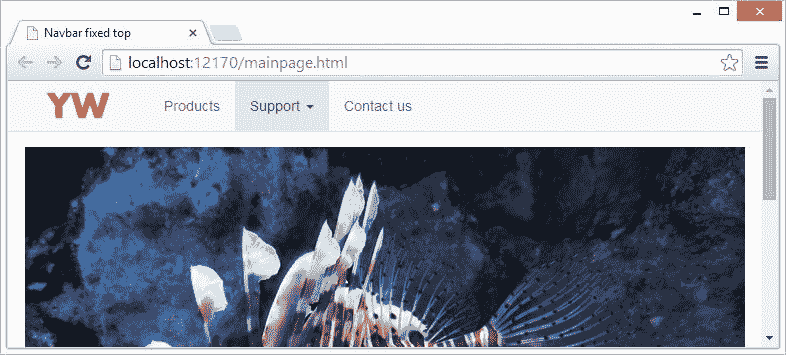 Navbar fixed top
localhost:12170/mainpage.html
YW
Products
Support
Contact us